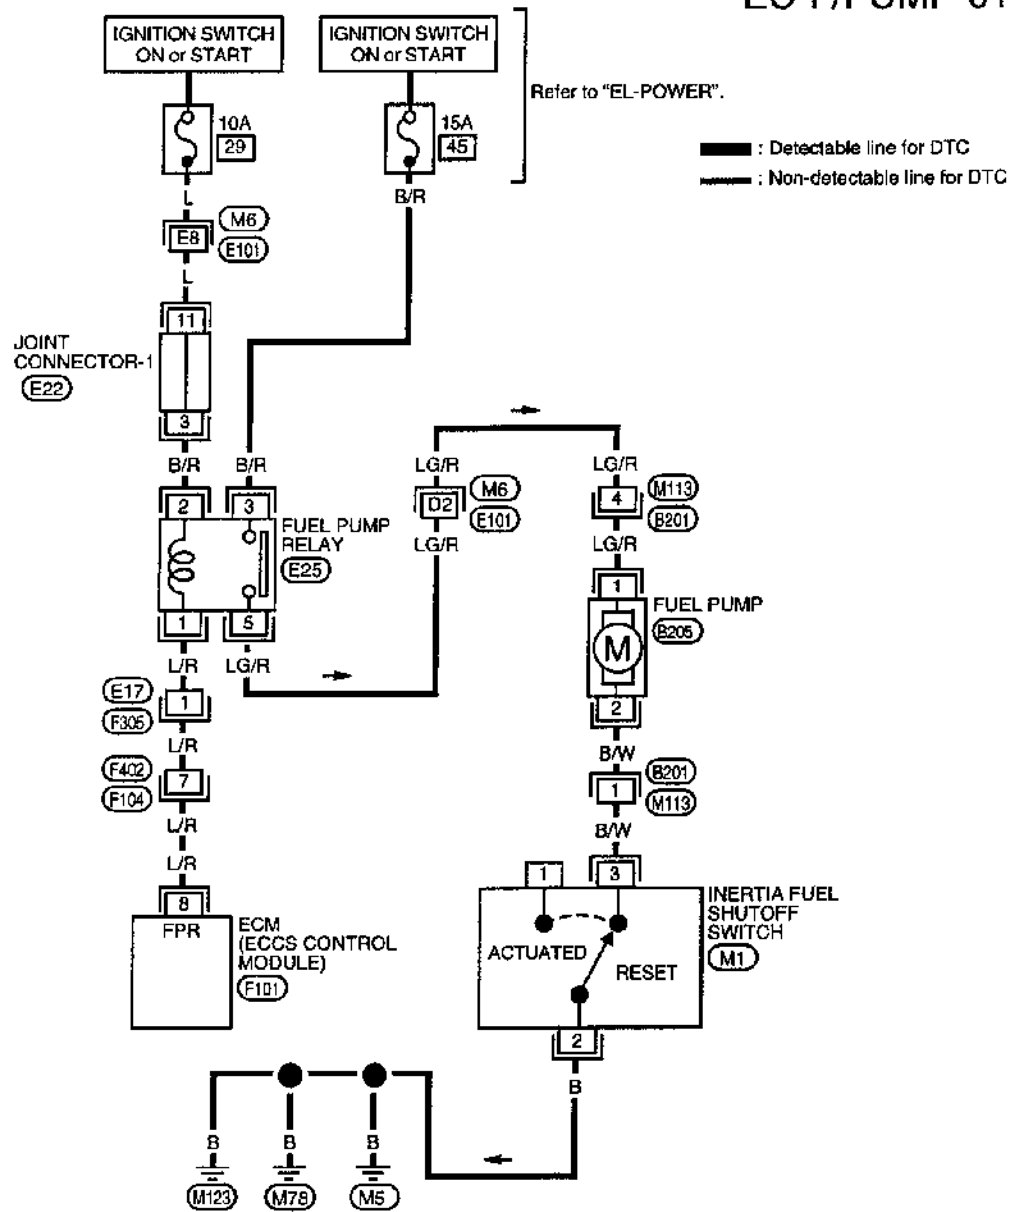 IGNITION SWITCH
ON or START
IGNITION SWITCH
ON or START
Refer to "EL-POWER".
10A
29
15A
45
: Detectable line for DTC
: Non-detectable line for DTC
L
B/R
E8
M6
E101
L
11
JOINT
CONNECTOR-1
E22
3
B/R
B/R
LG/R
LG/R
2
3
D2
M6
E101
4
M113
B201
FUEL PUMP
RELAY
E25
LG/R
LG/R
1
5
1
FUEL PUMP
B205
M
2
L/R
LG/R
E17
F305
1
L/R
B/W
F402
F104
7
1
B201
M113
L/R
B/W
L/R
8
1
3
FPR
ECM
(ECCS CONTROL
MODULE)
F101
ACTUATED
RESET
INERTIA FUEL
SHUTOFF
SWITCH
M1
2
B
B
B
B
M123
M78
M5